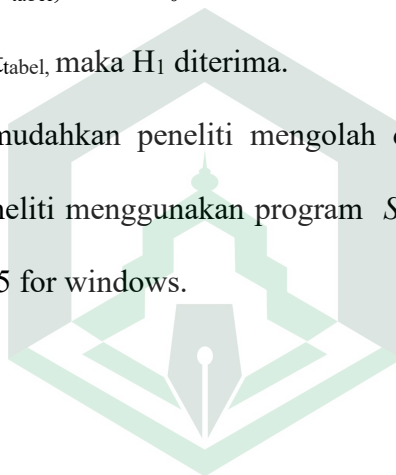 tabel, maka H₁ diterima.
mudahkan peneliti mengolah
neliti menggunakan program S
5 for windows.